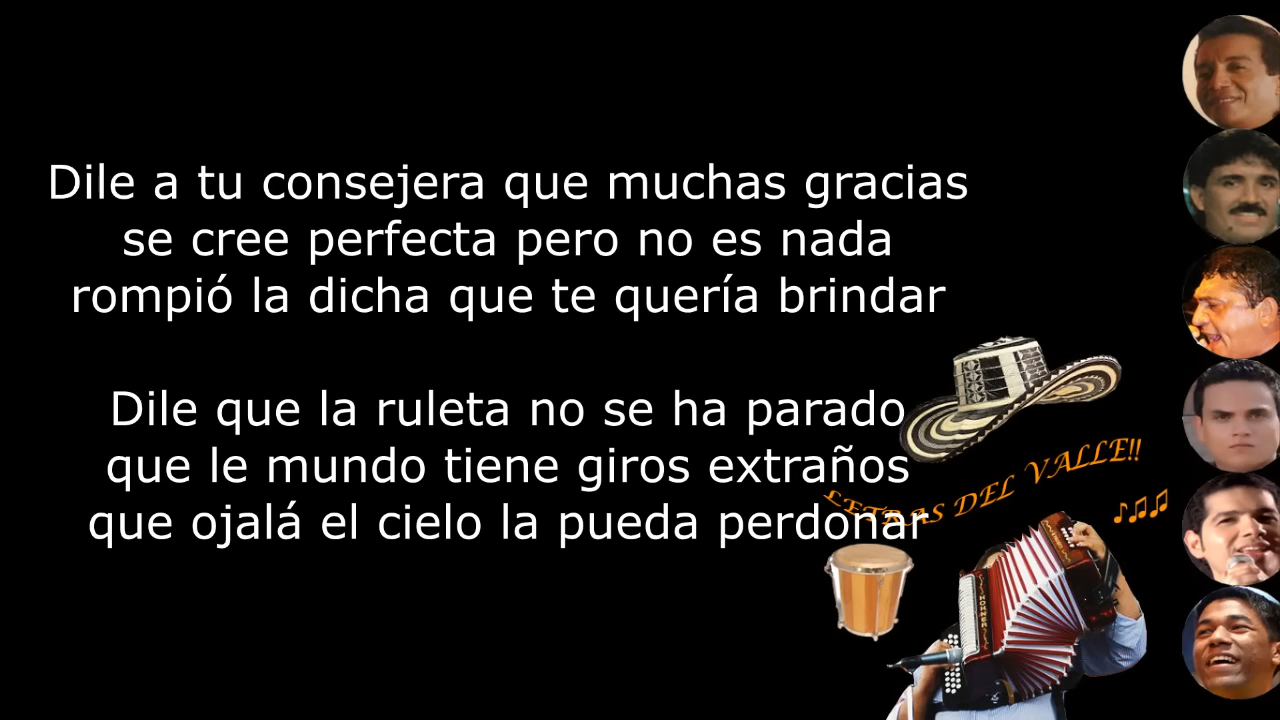 Dile a tu consejera que muchas gracias
se cree perfecta pero no es nada
rompió la dicha que te quería brindar
Dile que la ruleta no se ha parado
que le mundo tiene giros extraños
que ojalá el cielo la pueda perdonar
LETRAS DEL VALLE!!
HOHNER